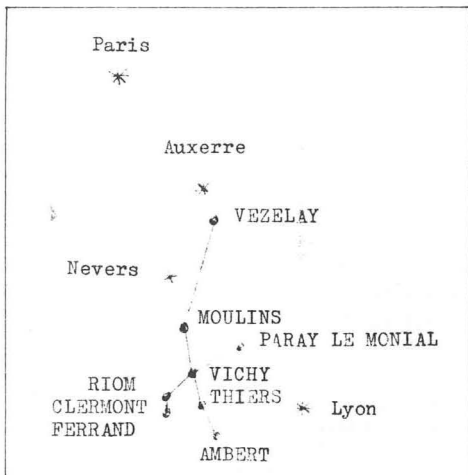 Paris
Auxerre
VEZELAY
Nevers
MOULINS
PARAY LE MONIAL
VICHY
RIOM
THIERS
CLERMONT
Lyon
FERRAND
AMBERT